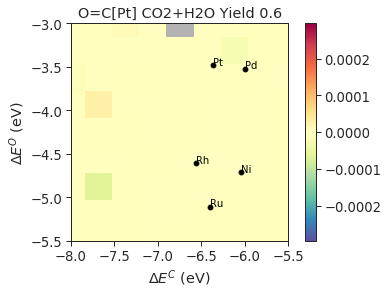 O=C[Pt] CO2+H2O Yield 0.6
−3.0
−3.5
−4.0
−4.5
−5.0
−5.5
ΔE^O (eV)
Pt
Pd
Rh
Ni
Ru
−8.0 −7.5 −7.0 −6.5 −6.0 −5.5
ΔE^C (eV)
0.0002
0.0001
0.0000
−0.0001
−0.0002